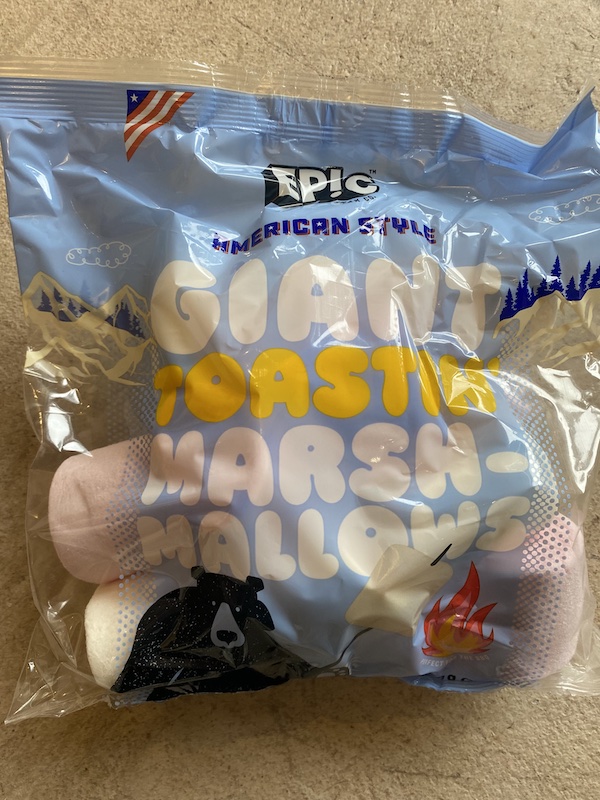 EPIC
AMERICAN STYLE
GIANT
TOASTIN'
MARSH-
MALLOWS